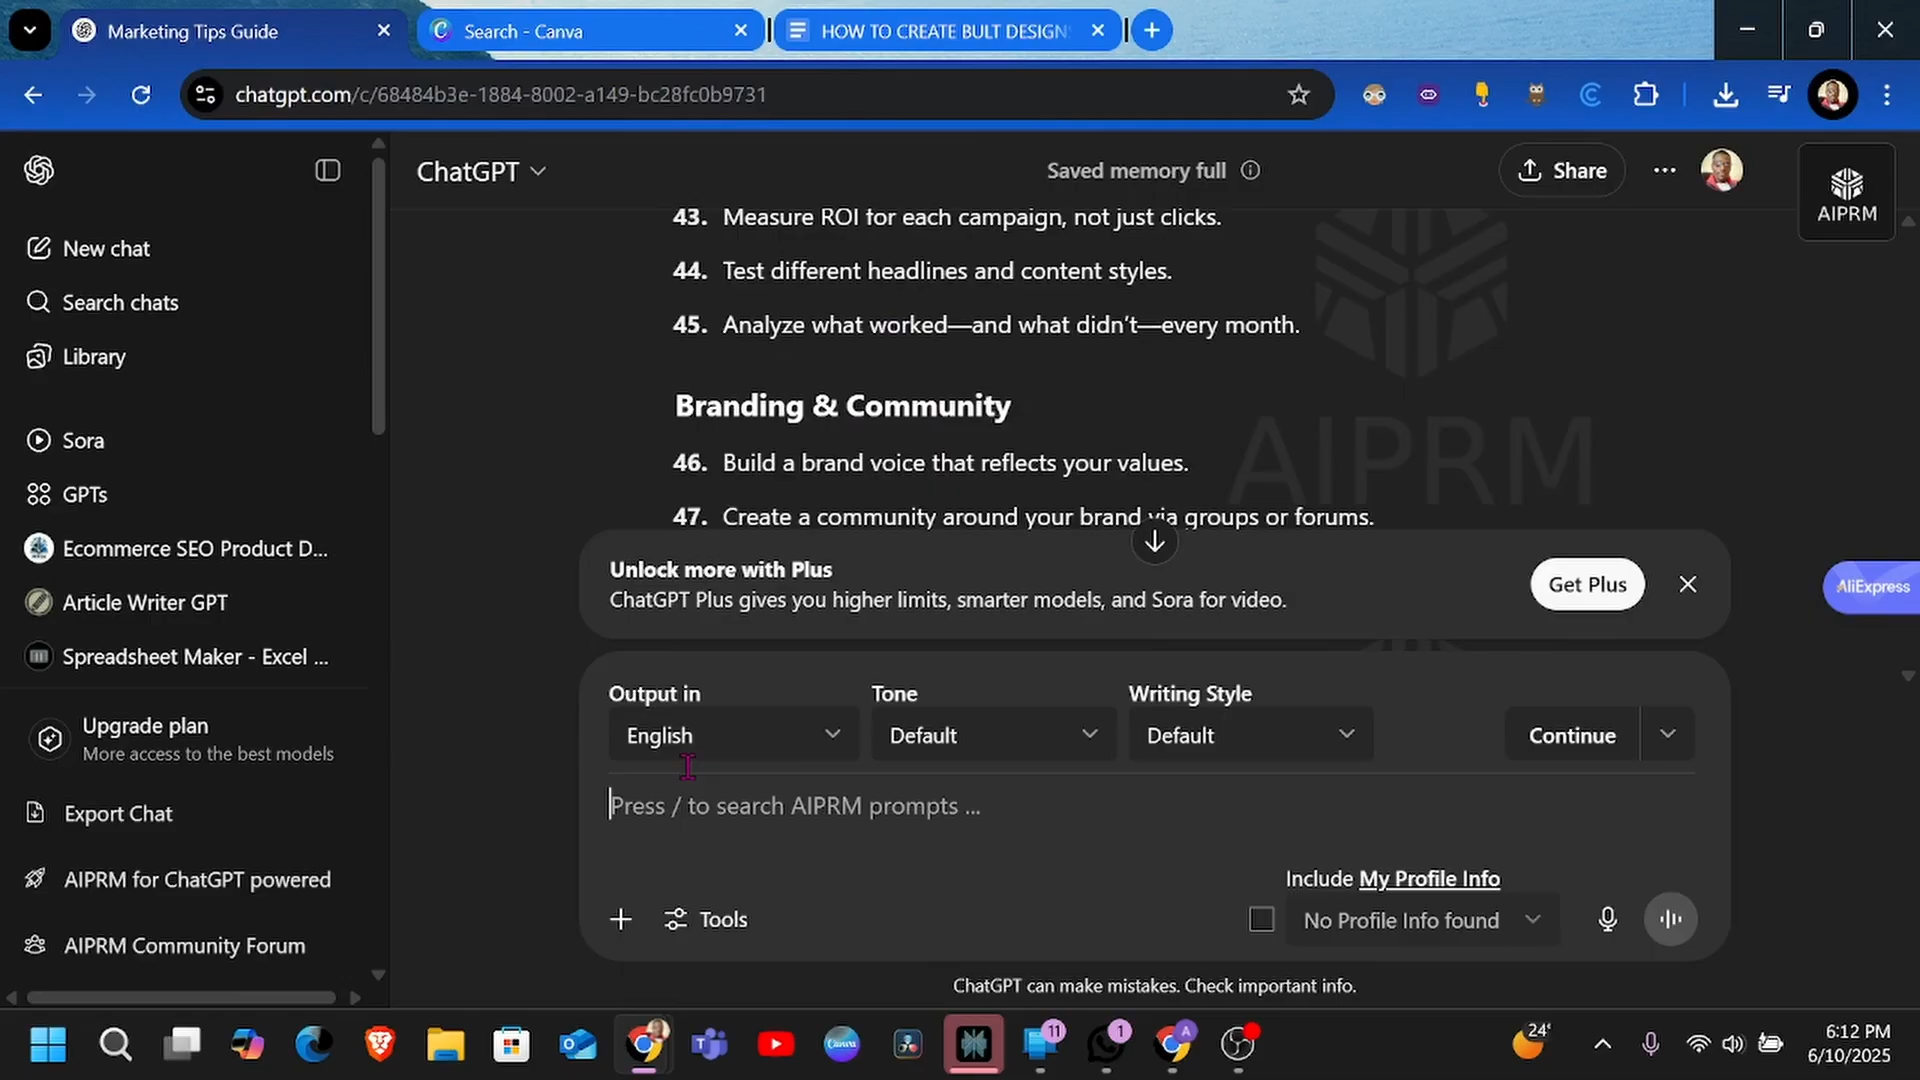 Marketing Tips Guide
Search - Canva
HOW TO CREATE BULT DESIGN
chatgpt.com/c/68484b3e-1884-8002-a149-bc28fc0b9731
ChatGPT
Saved memory full
Share
AIPRM
New chat
Search chats
Library
Sora
GPTs
Ecommerce SEO Product D...
Article Writer GPT
Spreadsheet Maker - Excel ...
Upgrade plan
More access to the best models
Export Chat
AIPRM for ChatGPT powered
AIPRM Community Forum
43. Measure ROI for each campaign, not just clicks.
44. Test different headlines and content styles.
45. Analyze what worked—and what didn’t—every month.
Branding & Community
46. Build a brand voice that reflects your values.
47. Create a community around your brand via groups or forums.
AIPRM
Unlock more with Plus
ChatGPT Plus gives you higher limits, smarter models, and Sora for video.
Get Plus
AliExpress
Output in
Tone
Writing Style
English
Default
Default
Continue
Press / to search AIPRM prompts ...
Include My Profile Info
Tools
No Profile Info found
ChatGPT can make mistakes. Check important info.
Canva
11
1
A
24°
6:12 PM
6/10/2025